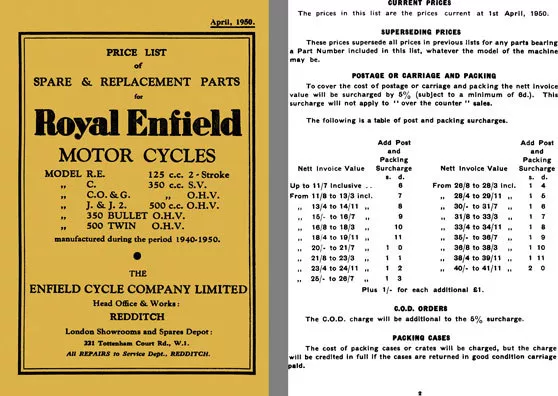 April, 1950.
PRICE LIST
of
SPARE & REPLACEMENT PARTS
for
Royal Enfield
MOTOR CYCLES
MODEL R.E. 125 c.c. 2-Stroke
„ C. 350 c.c. S.V.
„ C.O. & G. „ O.H.V.
„ J. & J. 2. 500 c.c. O.H.V.
„ 350 BULLET O.H.V.
„ 500 TWIN O.H.V.
manufactured during the period 1940-1950.
THE
ENFIELD CYCLE COMPANY LIMITED
Head Office & Works:
REDDITCH
London Showrooms and Spares Depot:
221 Tottenham Court Rd., W.1.
All REPAIRS to Service Dept., REDDITCH.
CURRENT PRICES
The prices in this list are the prices current at 1st April, 1950.
SUPERSEDING PRICES
These prices supersede all prices in previous lists for any parts bearing
a Part Number included in this list, whatever the model of the machine
may be.
POSTAGE OR CARRIAGE AND PACKING
To cover the cost of postage or carriage and packing the nett invoice
value will be surcharged by 5% (subject to a minimum of 6d.). This
surcharge will not apply to "over the counter" sales.
The following is a table of post and packing surcharges.
Add Post Add Post
and and
Packing Packing
Nett Invoice Value Surcharge Nett Invoice Value Surcharge
s. d. s. d.
Up to 11/7 inclusive .. 6 From 26/8 to 28/3 incl. 1 4
From 11/8 to 13/3 incl. 7 „ 28/4 to 29/11 „ 1 5
„ 13/4 to 14/11 „ 8 „ 30/- to 31/7 „ 1 6
„ 15/- to 16/7 „ 9 „ 31/8 to 33/3 „ 1 7
„ 16/8 to 18/3 „ 10 „ 33/4 to 34/11 „ 1 8
„ 18/4 to 19/11 „ 11 „ 35/- to 36/7 „ 1 9
„ 20/- to 21/7 „ 1 0 „ 36/8 to 38/3 „ 1 10
„ 21/8 to 23/3 „ 1 1 „ 38/4 to 39/11 „ 1 11
„ 23/4 to 24/11 „ 1 2 „ 40/- to 41/11 „ 2 0
„ 25/- to 26/7 „ 1 3
Plus 1/- for each additional £1.
C.O.D. ORDERS
The C.O.D. charge will be additional to the 5% surcharge.
PACKING CASES
The cost of packing cases or crates will be charged, but the charge
will be credited in full if the cases are returned in good condition carriage
paid.
2